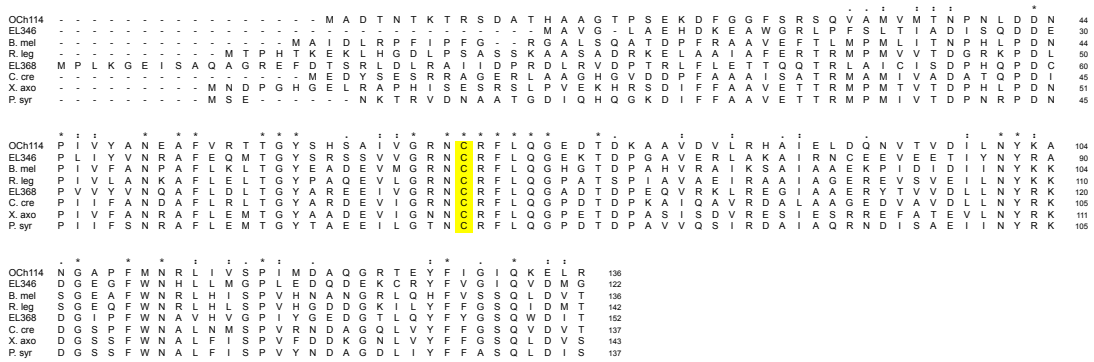 . . : *
OCh114 - - - - - - - - - - - - - - - - M A D T N T K T R S D A T H A A G T P S E K D F G G F S R S Q V A M V M T N P N L D D N 44
EL346 - - - - - - - - - - - - - - - - - - - - - - - - - - - - - M A V G - L A E H D K E A W G R L P F S L T I A D I S Q D D E 30
B. mel - - - - - - - - - - - - - - M A I D L R P F I P F G - - R G A L S Q A T D P F R A A V E F T L M P M L I T N P H L P D N 44
R. leg - - - - - - - - - - M T P H T K E K L H G D L P S A S S K A A S A D R K E L A A I A F E R T R M P M V V T D G R K P D L 50
EL368 M P L K G E I S A Q A G R E F D T S R L D L R A I I D P R D L R V D P T R L F L E T T Q Q T R L A I C I S D P H Q P D C 60
C. cre - - - - - - - - - - - - - - - M E D Y S E S R R A G E R L A A G H G V D D P F A A A I S A T R M A M I V A D A T Q P D I 45
X. axo - - - - - - - - - M N D P G H G E L R A P H I S E S R S L P V E K H R S D I F F A A V E T T R M P M V I T D P H L P D N 51
P. syr - - - - - - - - - M S E - - - - - - N K T R V D N A A T G D I Q H Q G K D I F F A A V E T T R M P M I V T D P N R P D N 45
* : : * * * * * * . : : * * * * * * * * * * . : : . : * * :
OCh114 P I V Y A N E A F V R T T G Y S H S A I V G R N C R F L Q G E D T D K A A V D V L R H A I E L D Q N V T V D I L N Y K A 104
EL346 P L I Y V N R A F E Q M T G Y S R S S V V G R N C R F L Q G E K T D P G A V E R L A K A I R N C E E V E E T I Y N Y R A 90
B. mel P I V F A N P A F L K L T G Y E A D E V M G R N C R F L Q G H G T D P A H V R A I K S A I A A E K P I D I D I I N Y K K 104
R. leg P I V L A N K A F L E L T G Y P A Q E V L G R N C R F L Q G P A T S P I A V A E I R A A I A G E R E V S V E I L N Y K K 110
EL368 P V V Y V N Q A F L D L T G Y A R E E I V G R N C R F L Q G A D T D P E Q V R K L R E G I A A E R Y T V V D L L N Y R K 120
C. cre P I I F A N D A F L R L T G Y A R D E V I G R N C R L L Q G P D T D P K A I Q A V R D A L A A G E D V A V D L L N Y R K 105
X. axo P I V F A N R A F L E M T G Y A A D E V I G N N C R F L Q G P E T D P A S I S D V R E S I E S R R E F A T E V L N Y R K 111
P. syr P I I F S N R A F L E M T G Y T A E E I L G T N C R F L Q G P D T D P A V V Q S I R D A I A Q R N D I S A E I I N Y R K 105
. * * * : . * : * * : : : :
OCh114 N G A P F M N R L I V S P I M D A Q G R T E Y F I G I Q K E L R 136
EL346 D G E G F W N H L L M G P L E D Q D E K C R Y F V G I Q V D M G 122
B. mel S G E A F W N R L H I S P V H N A N G R L Q H F V S S Q L D V T 136
R. leg S G E Q F W N R L H L S P V H G D D G K I L Y F F G S Q I D M T 142
EL368 D G I P F W N A V H V G P I Y G E D G T L Q Y F Y G S Q W D I T 152
C. cre D G S P F W N A L N M S P V R N D A G Q L V Y F F G S Q V D V T 137
X. axo D G S S F W N A L F I S P V F D D K G N L V Y F F G S Q L D V S 143
P. syr D G S S F W N A L F I S P V Y N D A G D L I Y F F A S Q L D I S 137